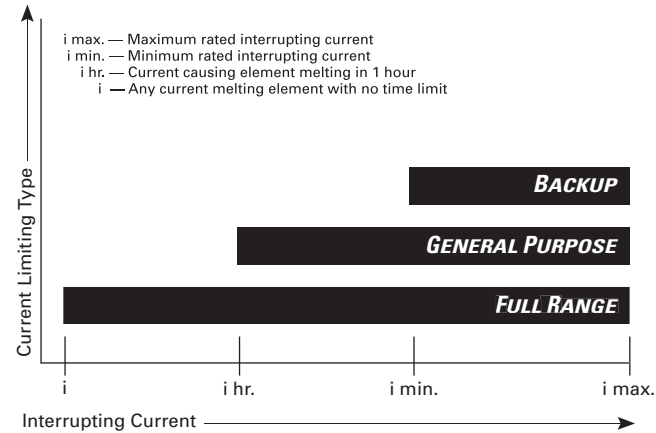 i max. — Maximum rated interrupting current
i min. — Minimum rated interrupting current
i hr. — Current causing element melting in 1 hour
i — Any current melting element with no time limit
Current Limiting Type
BACKUP
GENERAL PURPOSE
FULL RANGE
i
i hr.
i min.
i max.
Interrupting Current